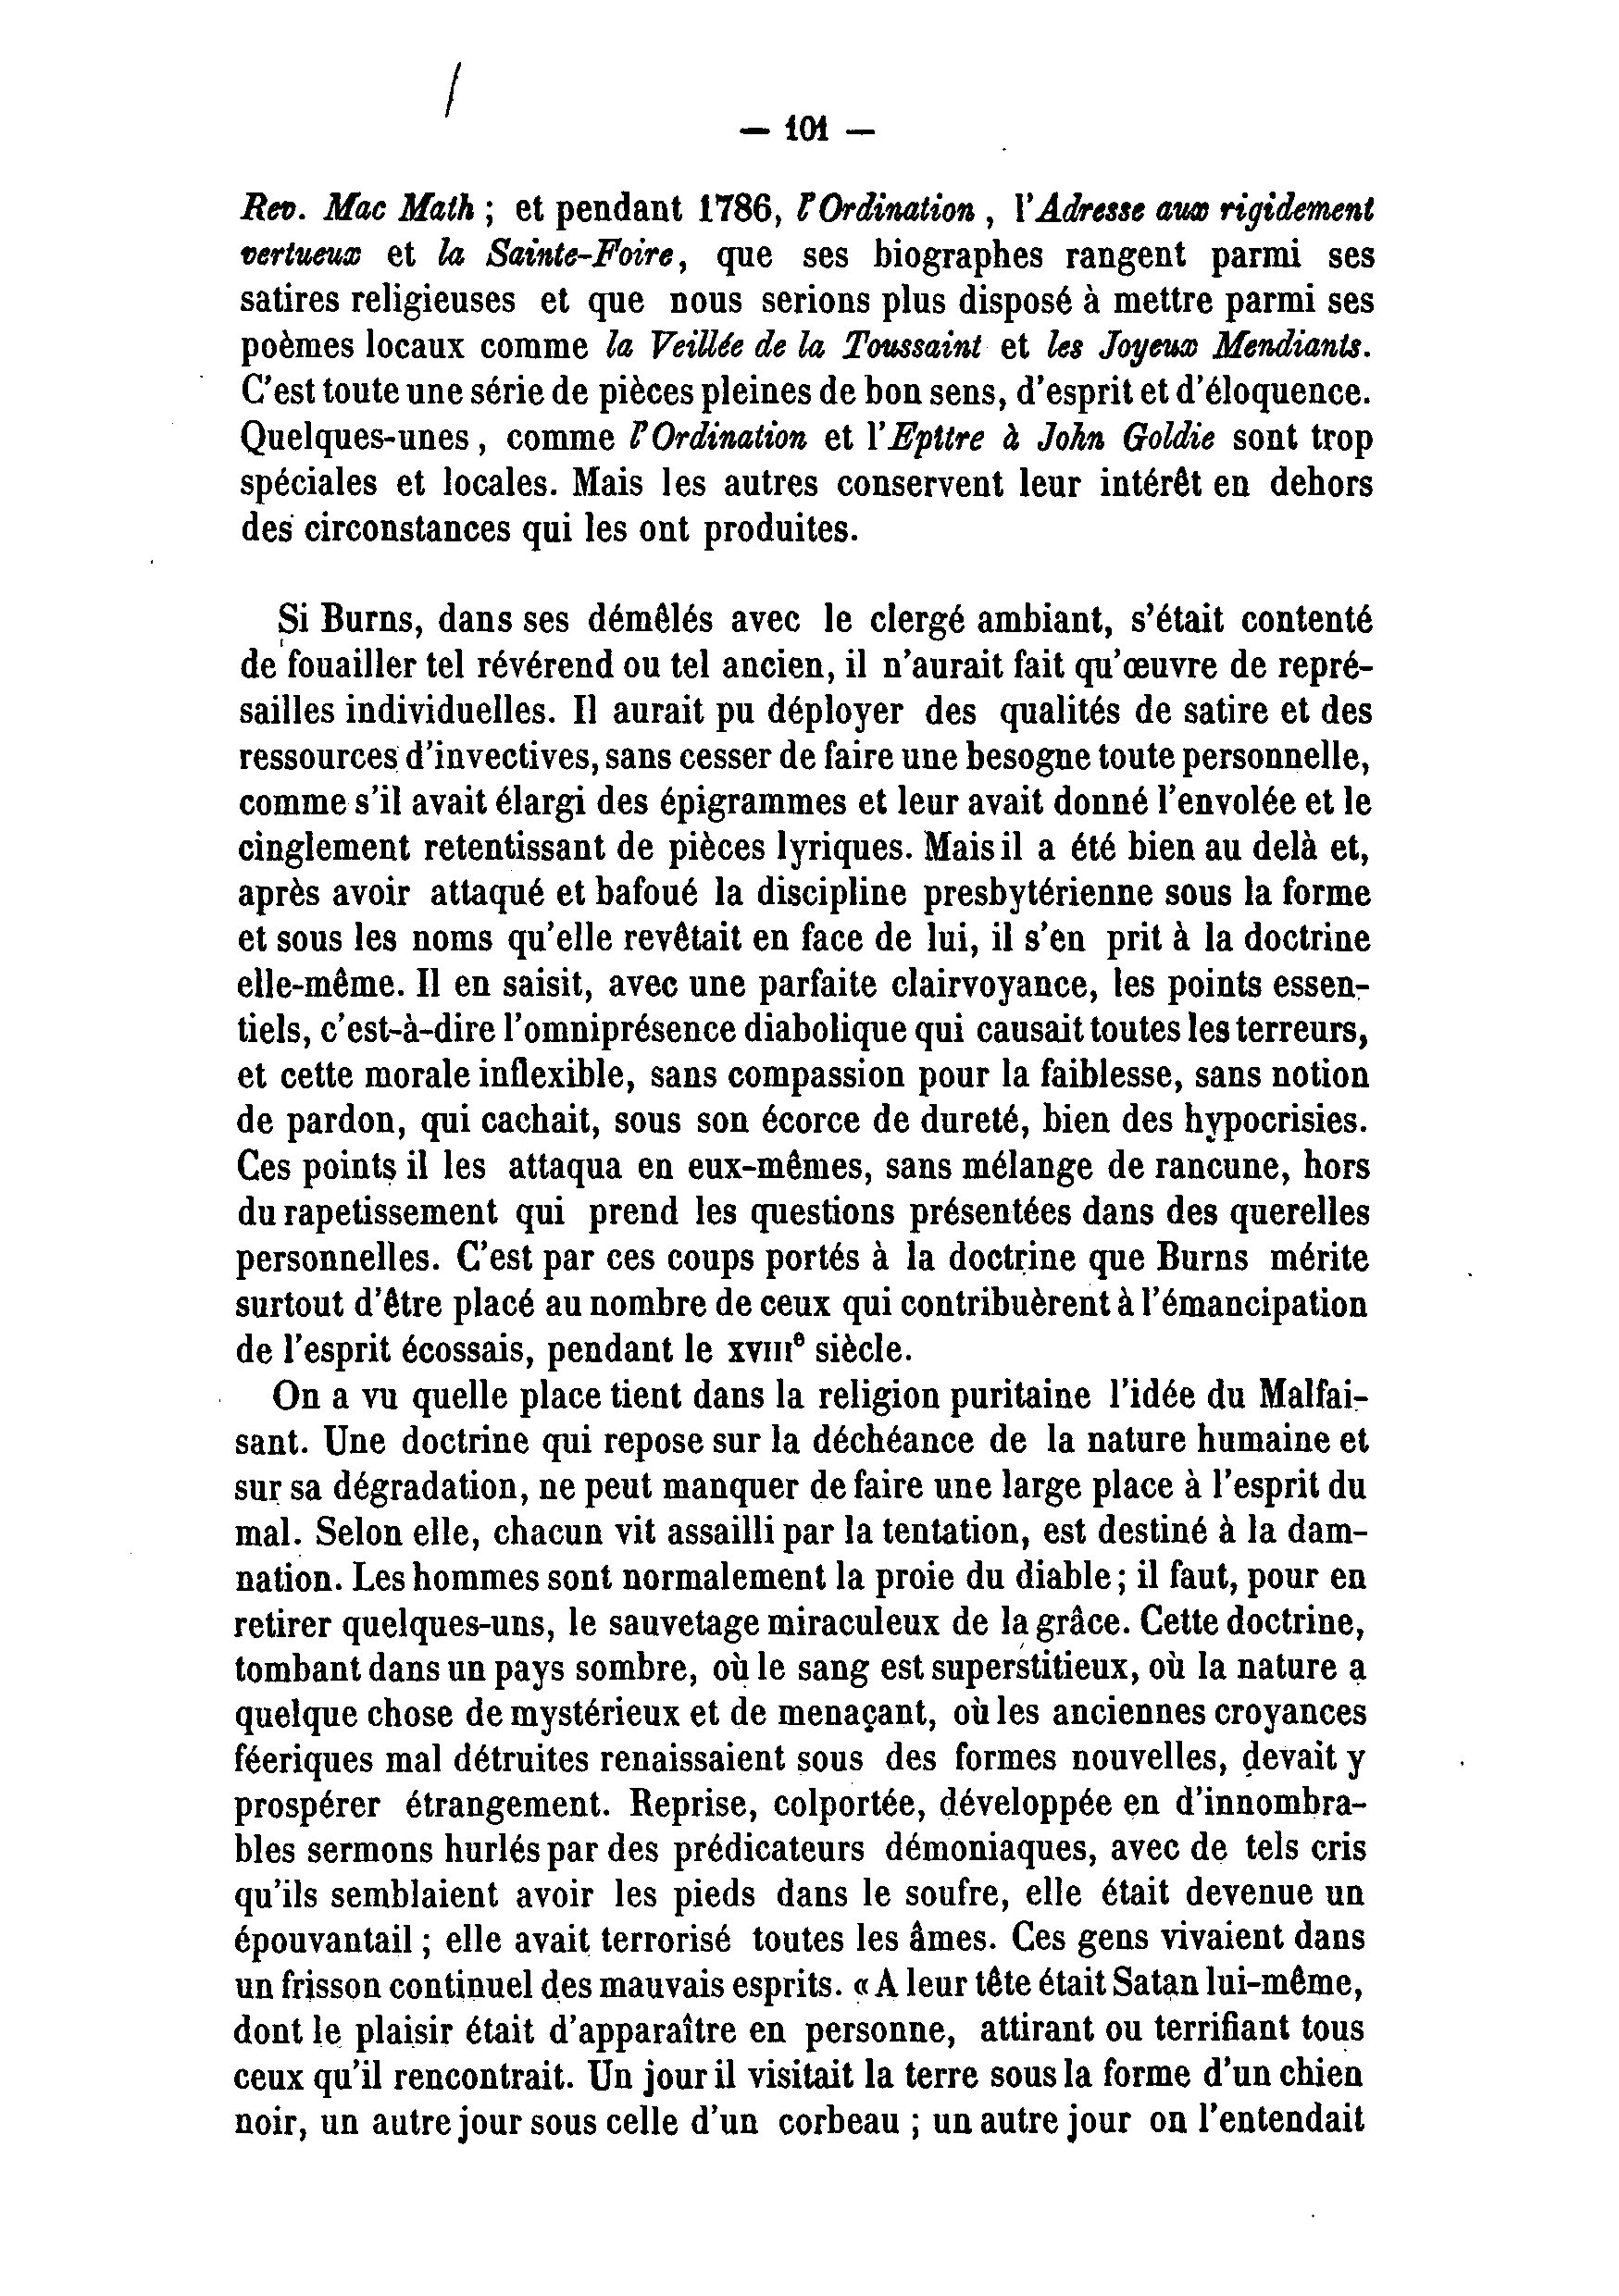 — 101 —
Rev. Mac Math ; et pendant 1786, l'Ordination , l'Adresse aux rigidement
vertueux et la Sainte-Foire, que ses biographes rangent parmi ses
satires religieuses et que nous serions plus disposé à mettre parmi ses
poèmes locaux comme la Veillée de la Toussaint et les Joyeux Mendiants.
C'est toute une série de pièces pleines de bon sens, d'esprit et d'éloquence.
Quelques-unes , comme l'Ordination et l'Epître à John Goldie sont trop
spéciales et locales. Mais les autres conservent leur intérêt en dehors
des circonstances qui les ont produites.
Si Burns, dans ses démêlés avec le clergé ambiant, s'était contenté
de fouailler tel révérend ou tel ancien, il n'aurait fait qu'œuvre de repré-
sailles individuelles. Il aurait pu déployer des qualités de satire et des
ressources d'invectives, sans cesser de faire une besogne toute personnelle,
comme s'il avait élargi des épigrammes et leur avait donné l'envolée et le
cinglement retentissant de pièces lyriques. Mais il a été bien au delà et,
après avoir attaqué et bafoué la discipline presbytérienne sous la forme
et sous les noms qu'elle revêtait en face de lui, il s'en prit à la doctrine
elle-même. Il en saisit, avec une parfaite clairvoyance, les points essen-
tiels, c'est-à-dire l'omniprésence diabolique qui causait toutes les terreurs,
et cette morale inflexible, sans compassion pour la faiblesse, sans notion
de pardon, qui cachait, sous son écorce de dureté, bien des hypocrisies.
Ces points il les attaqua en eux-mêmes, sans mélange de rancune, hors
du rapetissement qui prend les questions présentées dans des querelles
personnelles. C'est par ces coups portés à la doctrine que Burns mérite
surtout d'être placé au nombre de ceux qui contribuèrent à l'émancipation
de l'esprit écossais, pendant le XVIIIe siècle.
On a vu quelle place tient dans la religion puritaine l'idée du Malfai-
sant. Une doctrine qui repose sur la déchéance de la nature humaine et
sur sa dégradation, ne peut manquer de faire une large place à l'esprit du
mal. Selon elle, chacun vit assailli par la tentation, est destiné à la dam-
nation. Les hommes sont normalement la proie du diable ; il faut, pour en
retirer quelques-uns, le sauvetage miraculeux de la grâce. Cette doctrine,
tombant dans un pays sombre, où le sang est superstitieux, où la nature a
quelque chose de mystérieux et de menaçant, où les anciennes croyances
féeriques mal détruites renaissaient sous des formes nouvelles, devait y
prospérer étrangement. Reprise, colportée, développée en d'innombra-
bles sermons hurlés par des prédicateurs démoniaques, avec de tels cris
qu'ils semblaient avoir les pieds dans le soufre, elle était devenue un
épouvantail ; elle avait terrorisé toutes les âmes. Ces gens vivaient dans
un frisson continuel des mauvais esprits. « A leur tête était Satan lui-même,
dont le plaisir était d'apparaître en personne, attirant ou terrifiant tous
ceux qu'il rencontrait. Un jour il visitait la terre sous la forme d'un chien
noir, un autre jour sous celle d'un corbeau ; un autre jour on l'entendait